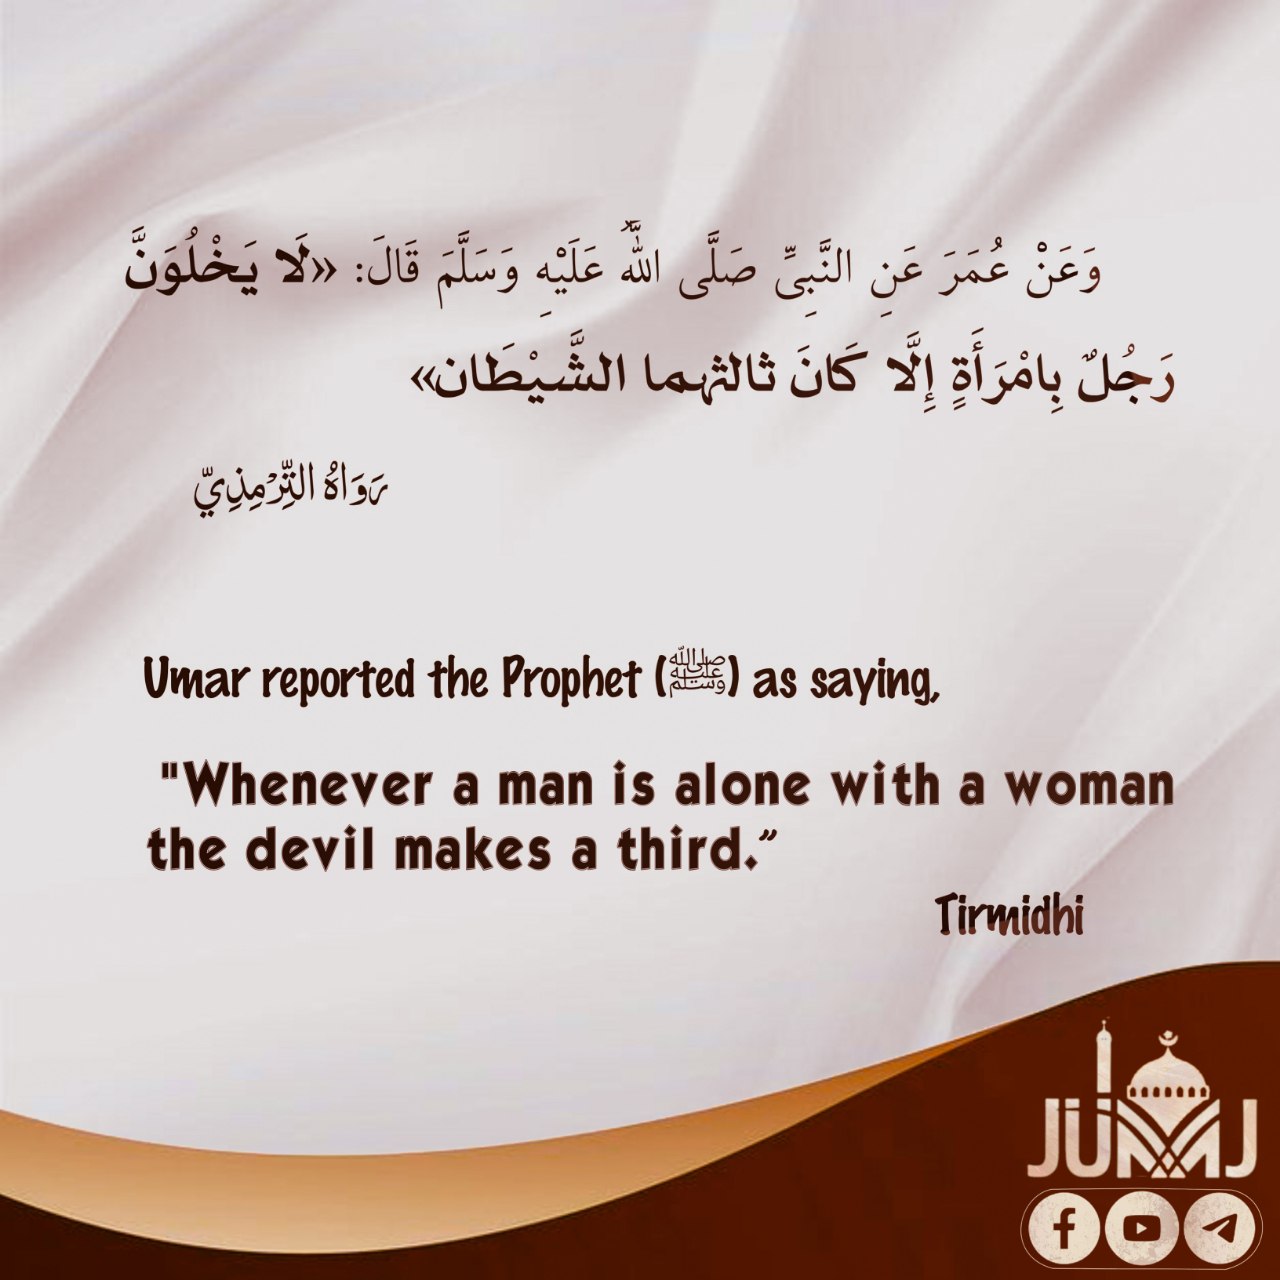 وَعَنْ عُمَرَ عَنِ النَّبِيِّ صَلَّى اللَّهُ عَلَيْهِ وَسَلَّمَ قَالَ: «لَا يَخْلُوَنَّ
رَجُلٌ بِامْرَأَةٍ إِلَّا كَانَ ثالثهما الشَّيْطَان»
رَوَاهُ التِّرْمِذِيّ
Umar reported the Prophet (ﷺ) as saying,
"Whenever a man is alone with a woman
the devil makes a third.”
Tirmidhi
JUMMJ